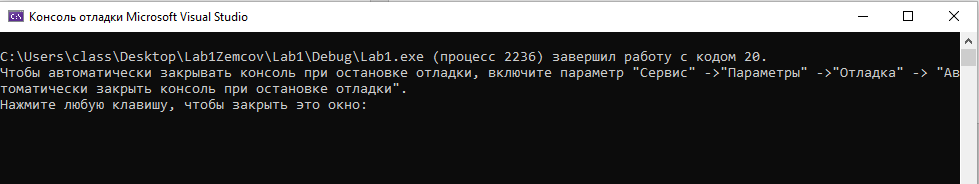 Консоль отладки Microsoft Visual Studio
C:\Users\class\Desktop\Lab1Zemcov\Lab1\Debug\Lab1.exe (процесс 2236) завершил работу с кодом 20.
Чтобы автоматически закрывать консоль при остановке отладки, включите параметр "Сервис" ->"Параметры" ->"Отладка" -> "Ав
томатически закрыть консоль при остановке отладки".
Нажмите любую клавишу, чтобы закрыть это окно: